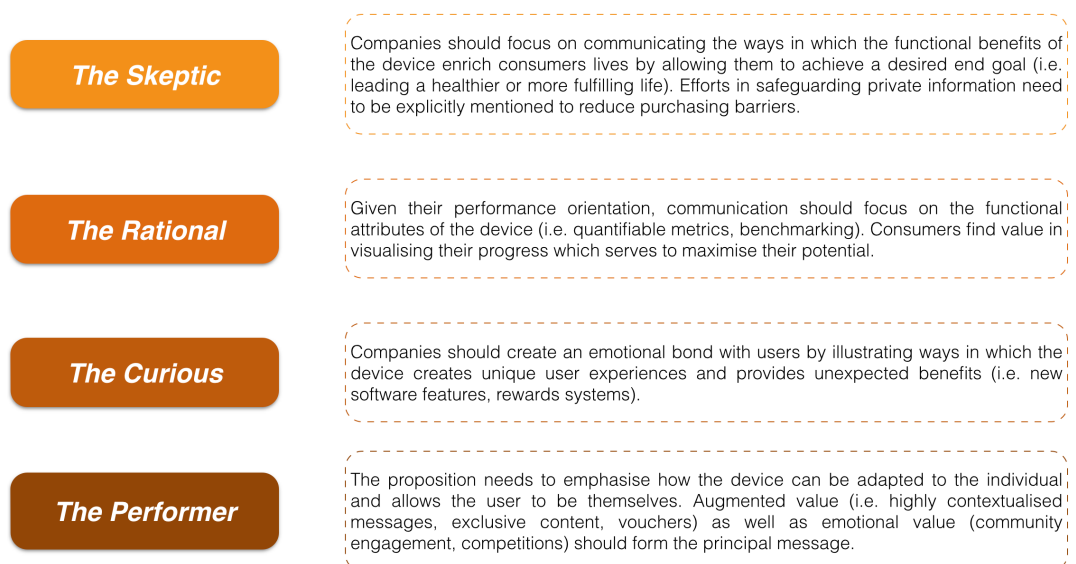 The Skeptic
Companies should focus on communicating the ways in which the functional benefits of
the device enrich consumers lives by allowing them to achieve a desired end goal (i.e.
leading a healthier or more fulfilling life). Efforts in safeguarding private information need
to be explicitly mentioned to reduce purchasing barriers.
The Rational
Given their performance orientation, communication should focus on the functional
attributes of the device (i.e. quantifiable metrics, benchmarking). Consumers find value in
visualising their progress which serves to maximise their potential.
The Curious
Companies should create an emotional bond with users by illustrating ways in which the
device creates unique user experiences and provides unexpected benefits (i.e. new
software features, rewards systems).
The Performer
The proposition needs to emphasise how the device can be adapted to the individual
and allows the user to be themselves. Augmented value (i.e. highly contextualised
messages, exclusive content, vouchers) as well as emotional value (community
engagement, competitions) should form the principal message.